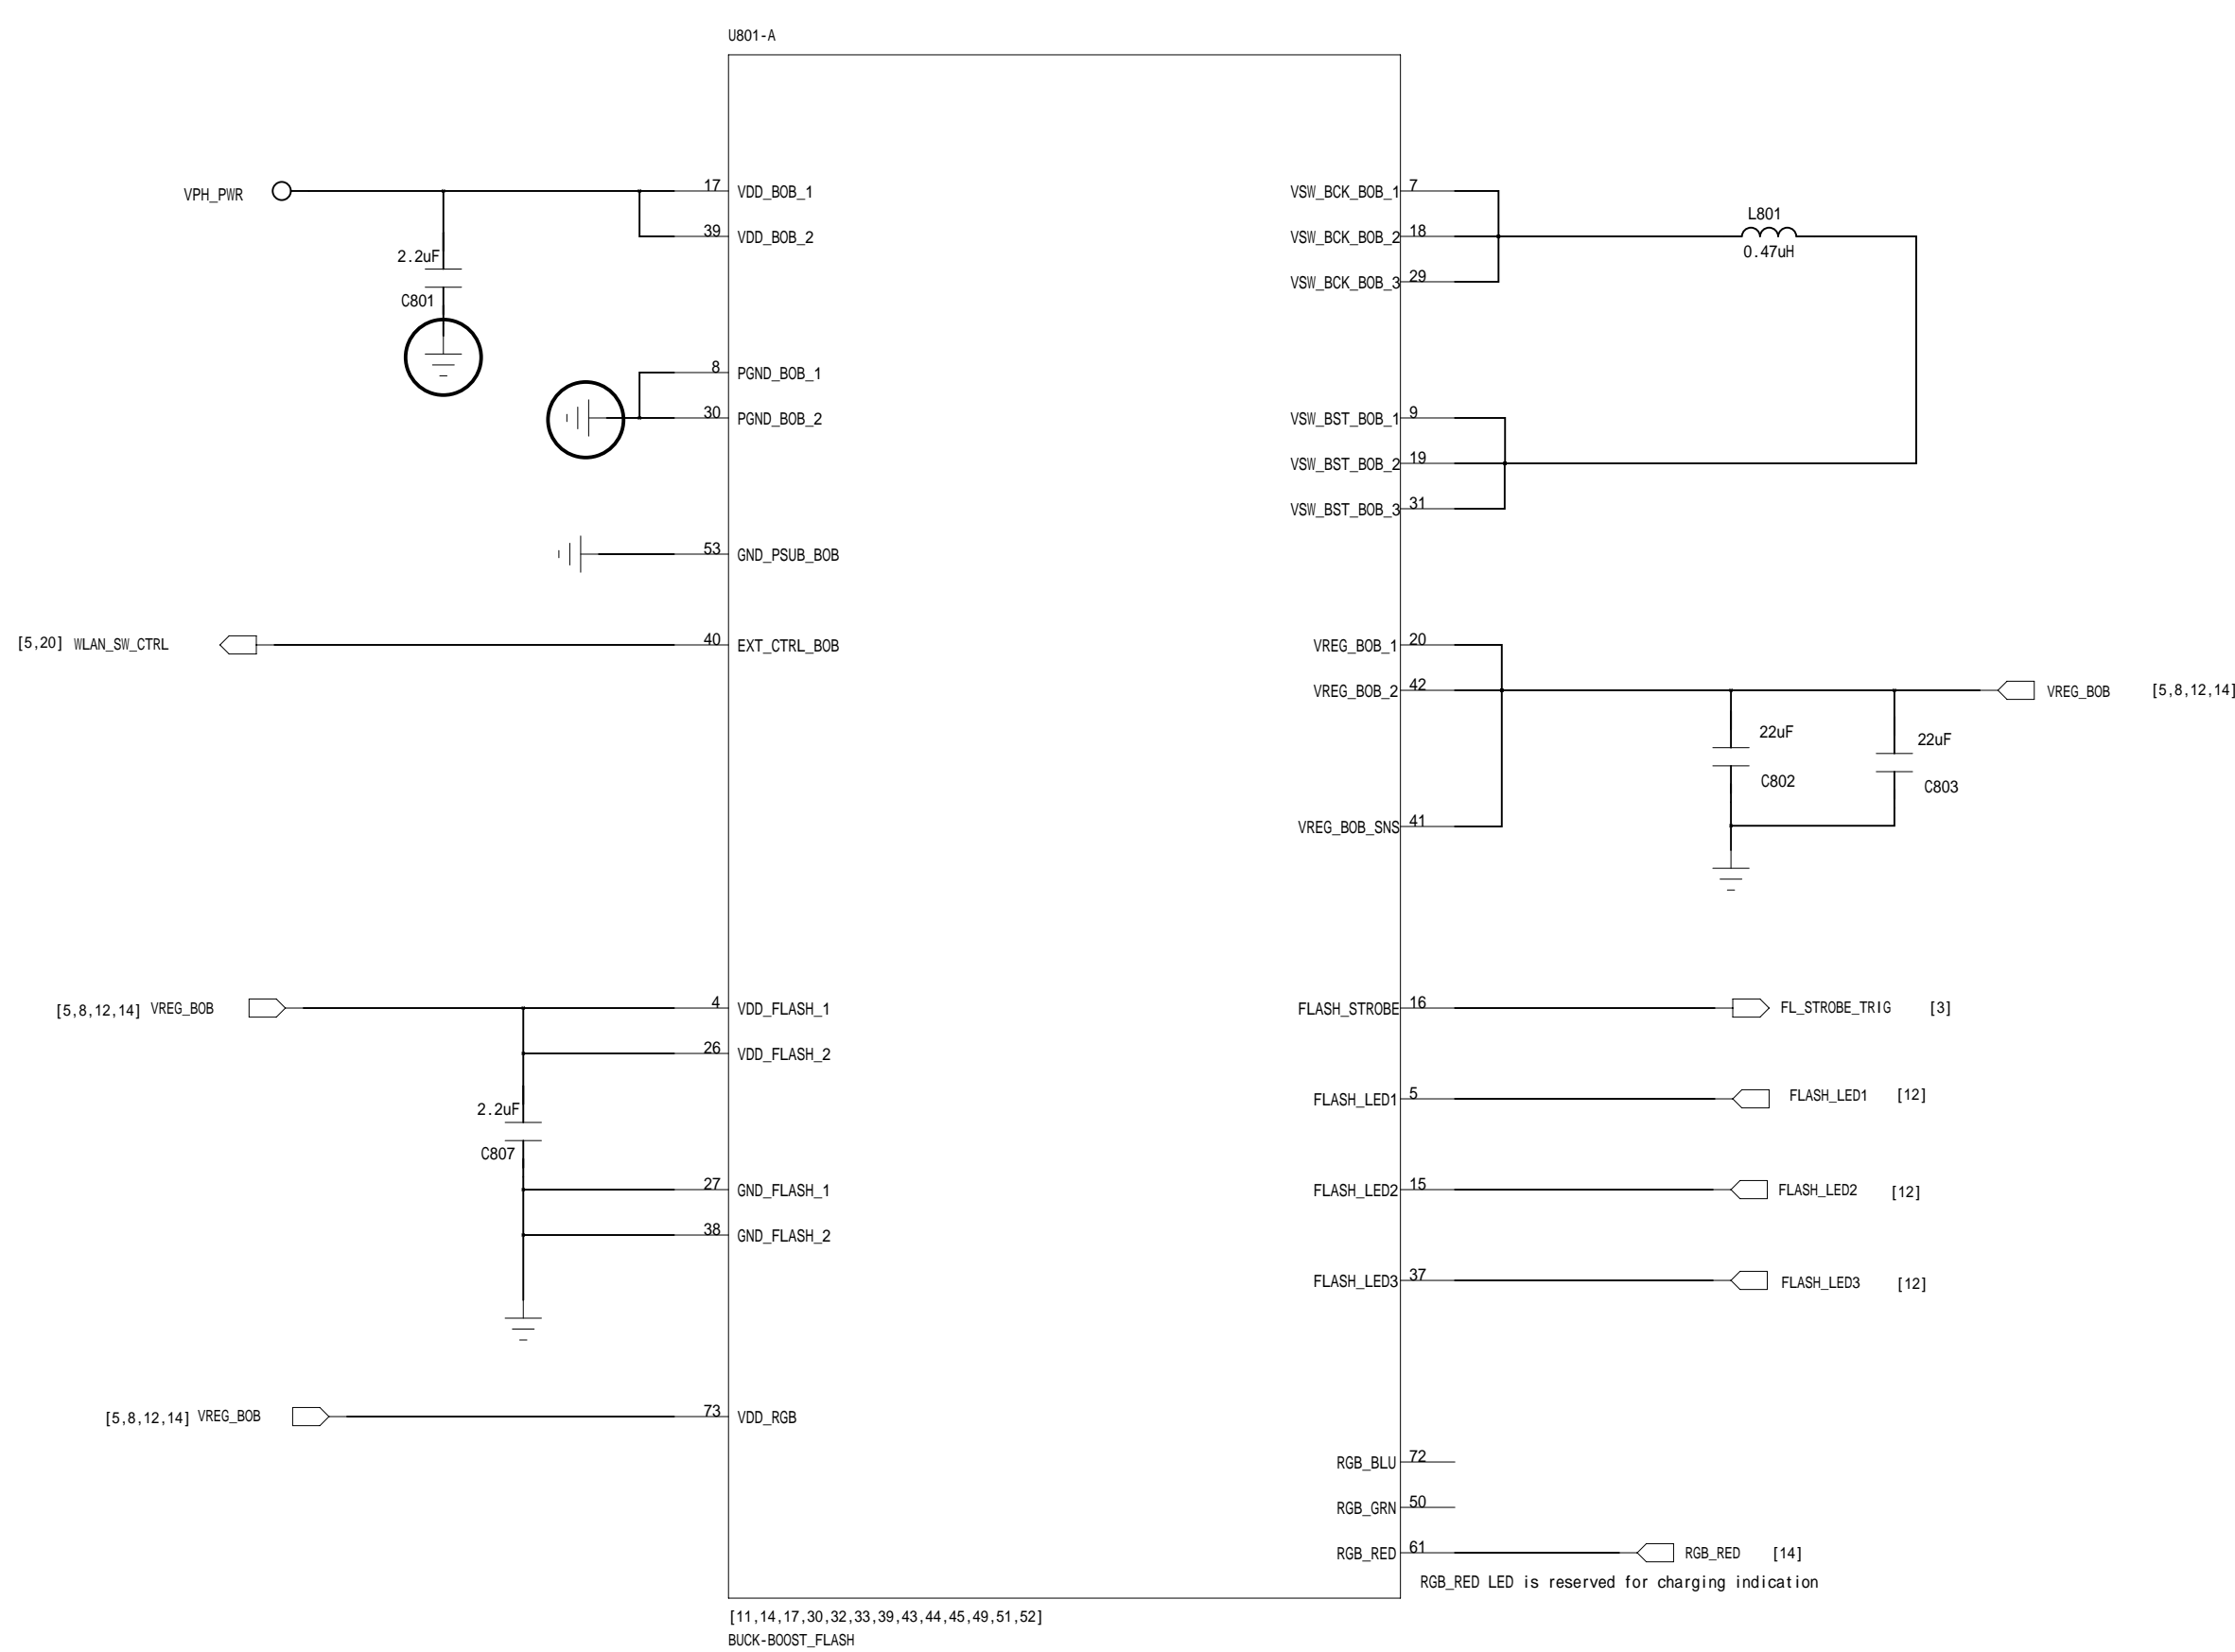 U801-A
VPH_PWR
17 VDD_BOB_1
VSW_BCK_BOB_1 7
39 VDD_BOB_2
VSW_BCK_BOB_2 18
L801
0.47uH
2.2uF
C801
VSW_BCK_BOB_3 29
8 PGND_BOB_1
30 PGND_BOB_2
VSW_BST_BOB_1 9
VSW_BST_BOB_2 19
VSW_BST_BOB_3 31
53 GND_PSUB_BOB
[5,20] WLAN_SW_CTRL
40 EXT_CTRL_BOB
VREG_BOB_1 20
VREG_BOB_2 42
VREG_BOB [5,8,12,14]
22uF
C802
22uF
C803
VREG_BOB_SNS 41
[5,8,12,14] VREG_BOB
4 VDD_FLASH_1
FLASH_STROBE 16
FL_STROBE_TRIG [3]
26 VDD_FLASH_2
2.2uF
C807
FLASH_LED1 5
FLASH_LED1 [12]
27 GND_FLASH_1
FLASH_LED2 15
FLASH_LED2 [12]
38 GND_FLASH_2
FLASH_LED3 37
FLASH_LED3 [12]
[5,8,12,14] VREG_BOB
73 VDD_RGB
RGB_BLU 72
RGB_GRN 50
RGB_RED 61
RGB_RED [14]
RGB_RED LED is reserved for charging indication
[11,14,17,30,32,33,39,43,44,45,49,51,52]
BUCK-BOOST_FLASH